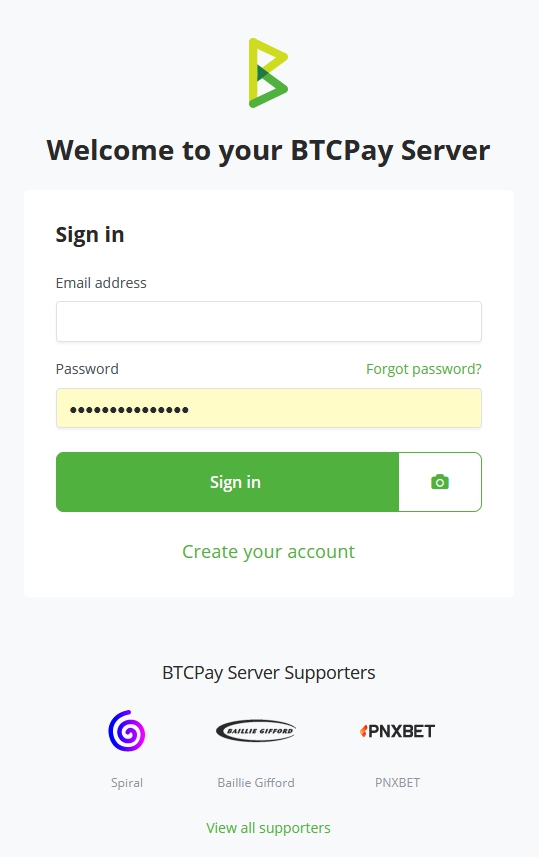 Welcome to your BTCPay Server
Sign in
Email address
Password Forgot password?
•••••••••••••••
Sign in
Create your account
BTCPay Server Supporters
BAILLIE GIFFORD PNXBET
Spiral Baillie Gifford PNXBET
View all supporters